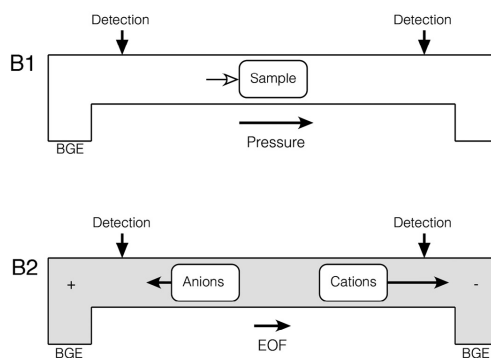 Detection Detection
B1
Sample
Pressure
BGE
Detection Detection
B2
+ Anions Cations -
EOF
BGE BGE